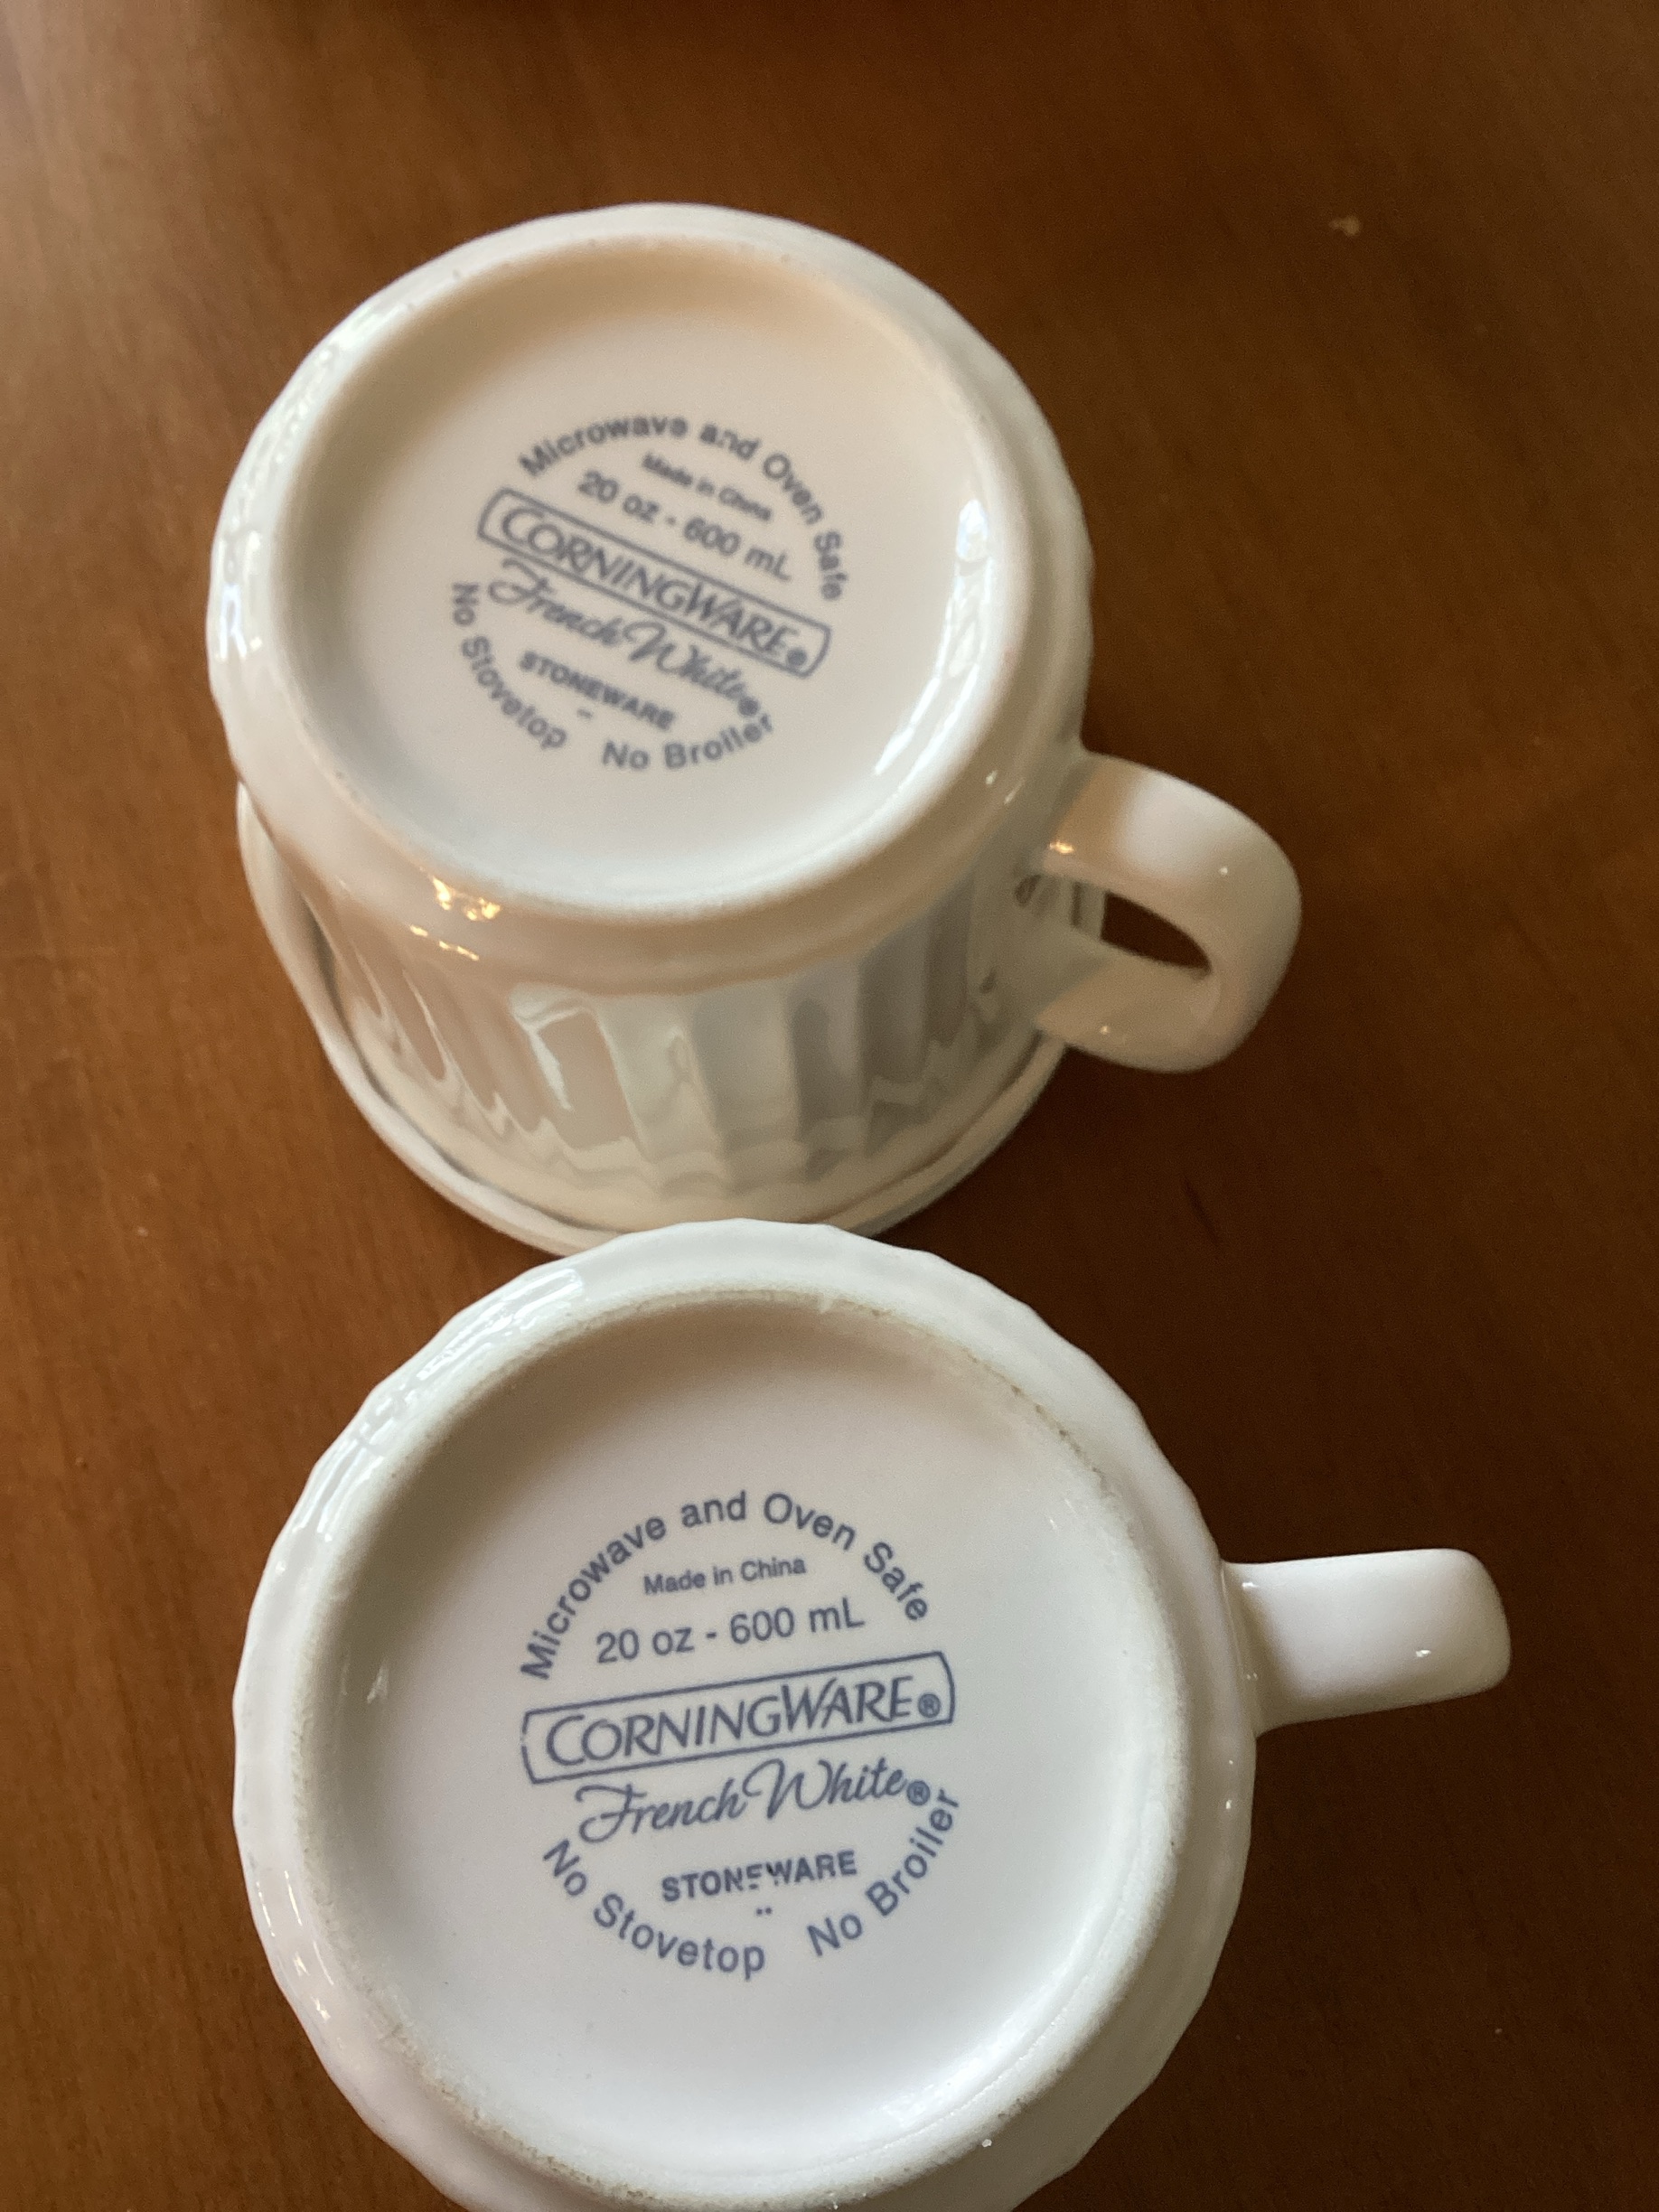 Microwave and Oven Safe
Made in China
20 oz - 600 mL
CORNINGWARE®
French White®
STONEWARE
No Stovetop No Broiler
Microwave and Oven Safe
Made in China
20 oz - 600 mL
CORNINGWARE®
French White®
STONEWARE
No Stovetop No Broiler